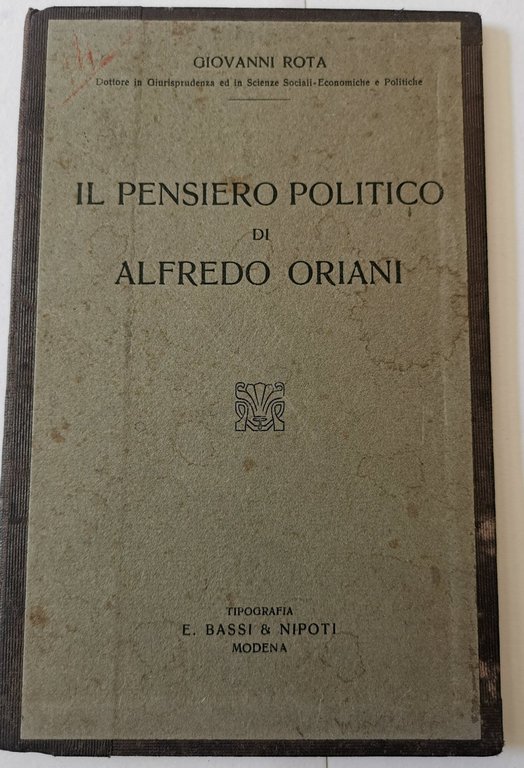 GIOVANNI ROTA
Dottore in Giurisprudenza ed in Scienze Sociali-Economiche e Politiche
IL PENSIERO POLITICO
DI
ALFREDO ORIANI
TIPOGRAFIA
E. BASSI & NIPOTI
MODENA